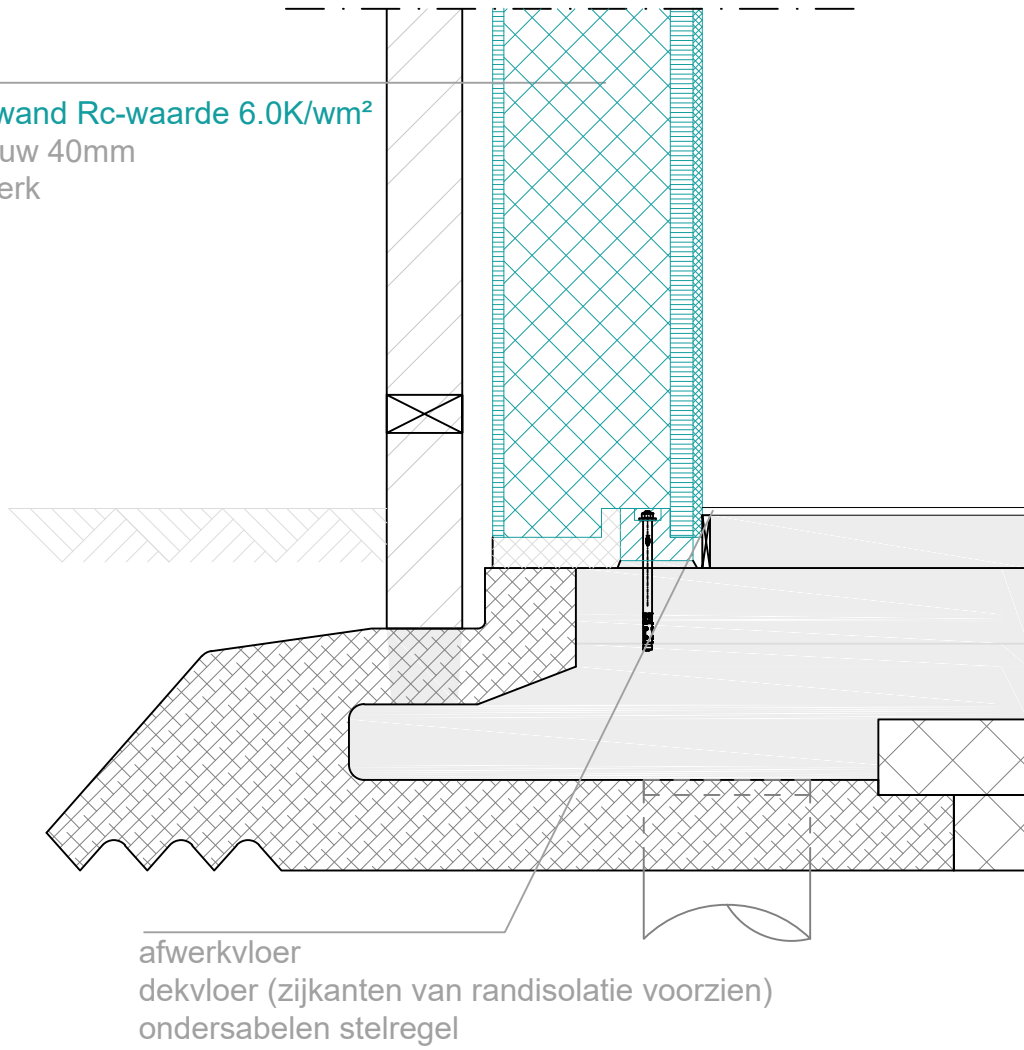 wand Rc-waarde 6.0K/wm²
uw 40mm
erk
afwerkvloer
dekvloer (zijkanten van randisolatie voorzien)
ondersabelen stelregel